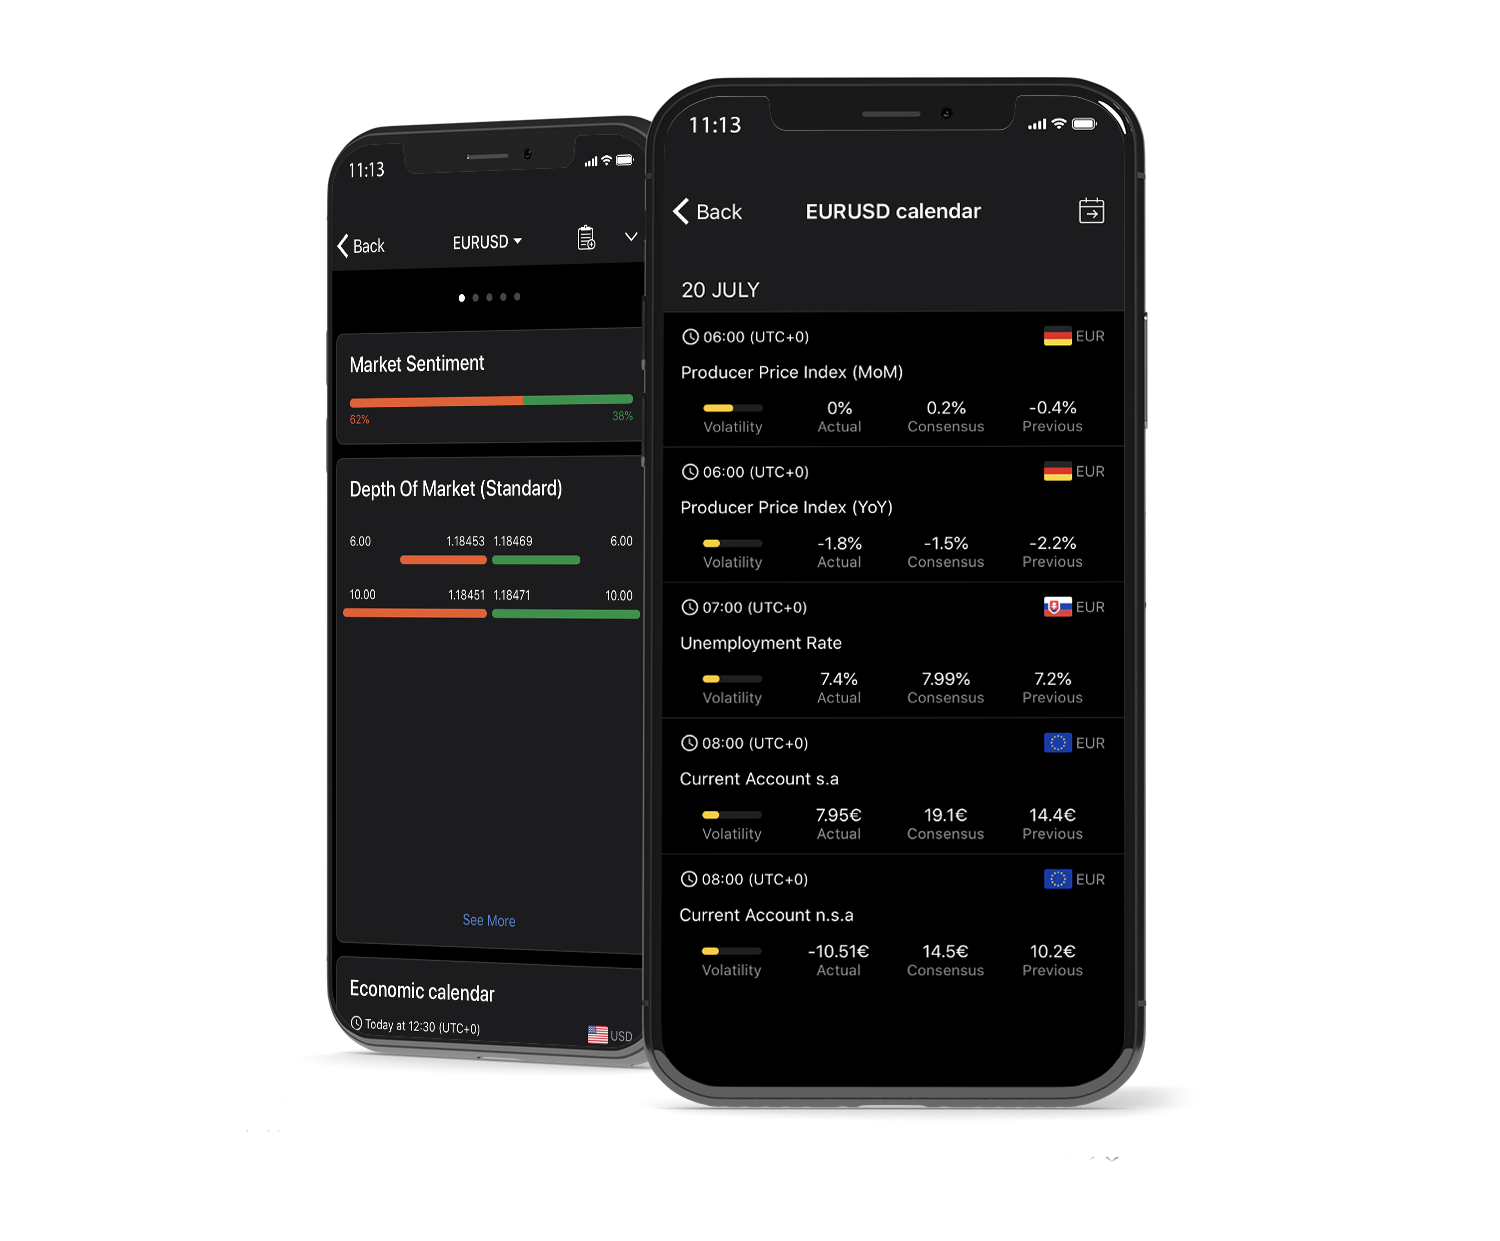 11:13
Back
EURUSD
Market Sentiment
62% 38%
Depth Of Market (Standard)
6.00 1.18453 1.18469 6.00
10.00 1.18451 1.18471 10.00
See More
Economic calendar
Today at 12:30 (UTC+0) USD
11:13
Back EURUSD calendar
20 JULY
06:00 (UTC+0) EUR
Producer Price Index (MoM)
0% 0.2% -0.4%
Volatility Actual Consensus Previous
06:00 (UTC+0) EUR
Producer Price Index (YoY)
-1.8% -1.5% -2.2%
Volatility Actual Consensus Previous
07:00 (UTC+0) EUR
Unemployment Rate
7.4% 7.99% 7.2%
Volatility Actual Consensus Previous
08:00 (UTC+0) EUR
Current Account s.a
7.95€ 19.1€ 14.4€
Volatility Actual Consensus Previous
08:00 (UTC+0) EUR
Current Account n.s.a
-10.51€ 14.5€ 10.2€
Volatility Actual Consensus Previous